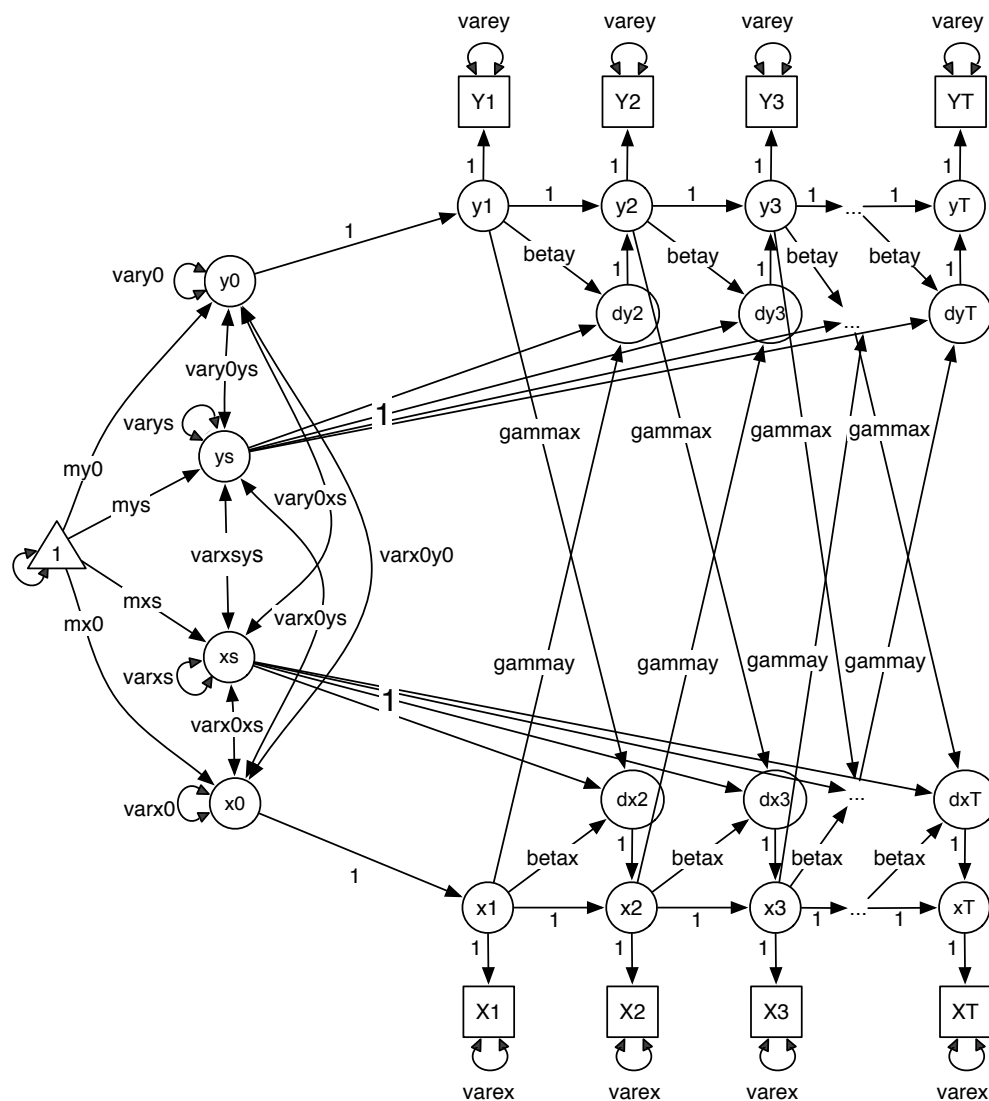 varey varey varey varey
Y1 Y2 Y3 YT
1 1 1 1
y1 1 y2 1 y3 1 ... 1 yT
1
betay betay betay betay
vary0 y0
1 1 1
dy2 dy3 ... dyT
vary0ys
varys
1
ys
gammax gammax gammax gammax
my0
mys
vary0xs
1
varxsys varx0y0
mxs
mx0
varx0ys
xs
gammay gammay gammay gammay
varxs
1
varx0xs
varx0 x0
dx2 dx3 ... dxT
1 1 1
betax betax betax betax
1
x1 1 x2 1 x3 1 ... 1 xT
1 1 1 1
X1 X2 X3 XT
varex varex varex varex